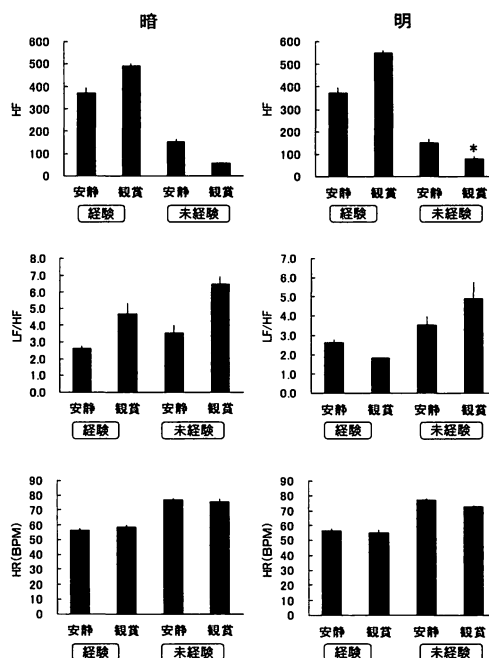 暗
明
600
500
400
300
200
100
0
HF
安静 観賞 安静 観賞
経験 未経験
600
500
400
300
200
100
0
HF
*
安静 観賞 安静 観賞
経験 未経験
8.0
7.0
6.0
5.0
4.0
3.0
2.0
1.0
0.0
LF/HF
安静 観賞 安静 観賞
経験 未経験
7.0
6.0
5.0
4.0
3.0
2.0
1.0
0.0
LF/HF
安静 観賞 安静 観賞
経験 未経験
90
80
70
60
50
40
30
20
10
0
HR(BPM)
安静 観賞 安静 観賞
経験 未経験
90
80
70
60
50
40
30
20
10
0
HR(BPM)
安静 観賞 安静 観賞
経験 未経験